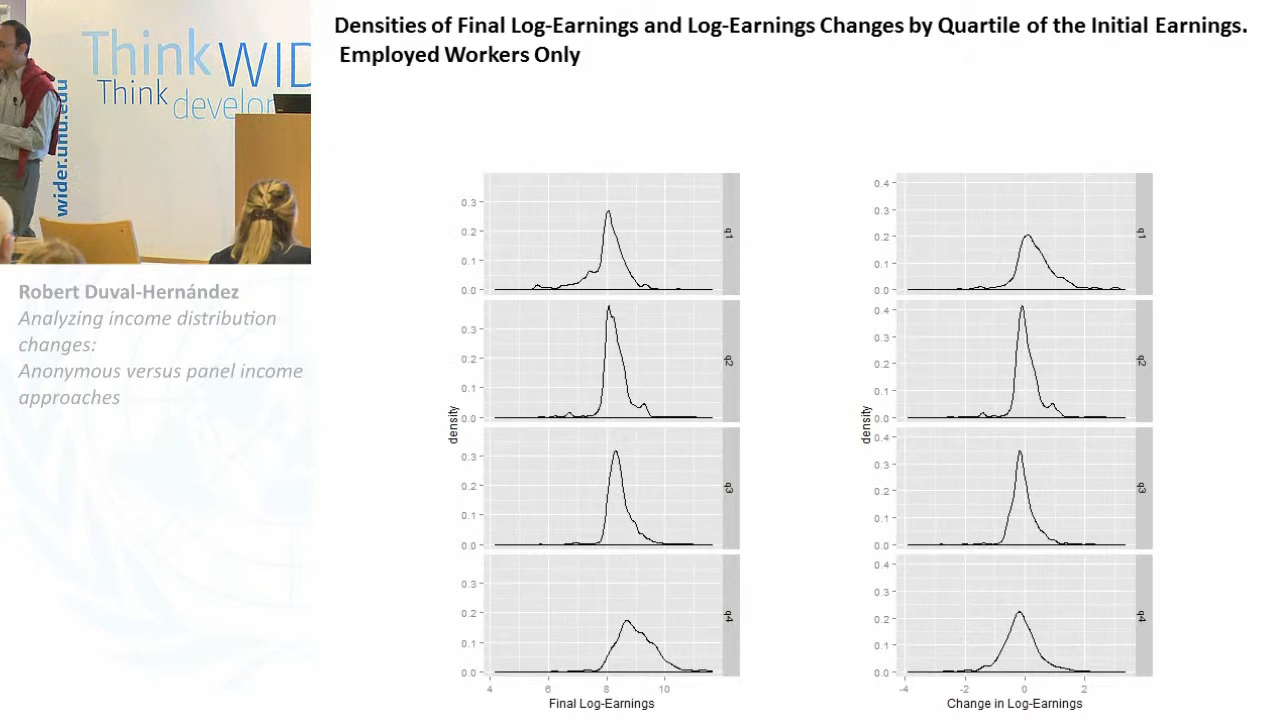 Densities of Final Log-Earnings and Log-Earnings Changes by Quartile of the Initial Earnings.
Employed Workers Only
Think WID
Think develo
wider.unu.edu
Robert Duval-Hernández
Analyzing income distribution
changes:
Anonymous versus panel income
approaches
density
0.3
0.2
0.1
0.0
q1
0.3
0.2
0.1
0.0
q2
0.3
0.2
0.1
0.0
q3
0.3
0.2
0.1
0.0
q4
4 6 8 10
Final Log-Earnings
density
0.4
0.3
0.2
0.1
0.0
q1
0.4
0.3
0.2
0.1
0.0
q2
0.4
0.3
0.2
0.1
0.0
q3
0.4
0.3
0.2
0.1
0.0
q4
-4 -2 0 2
Change in Log-Earnings